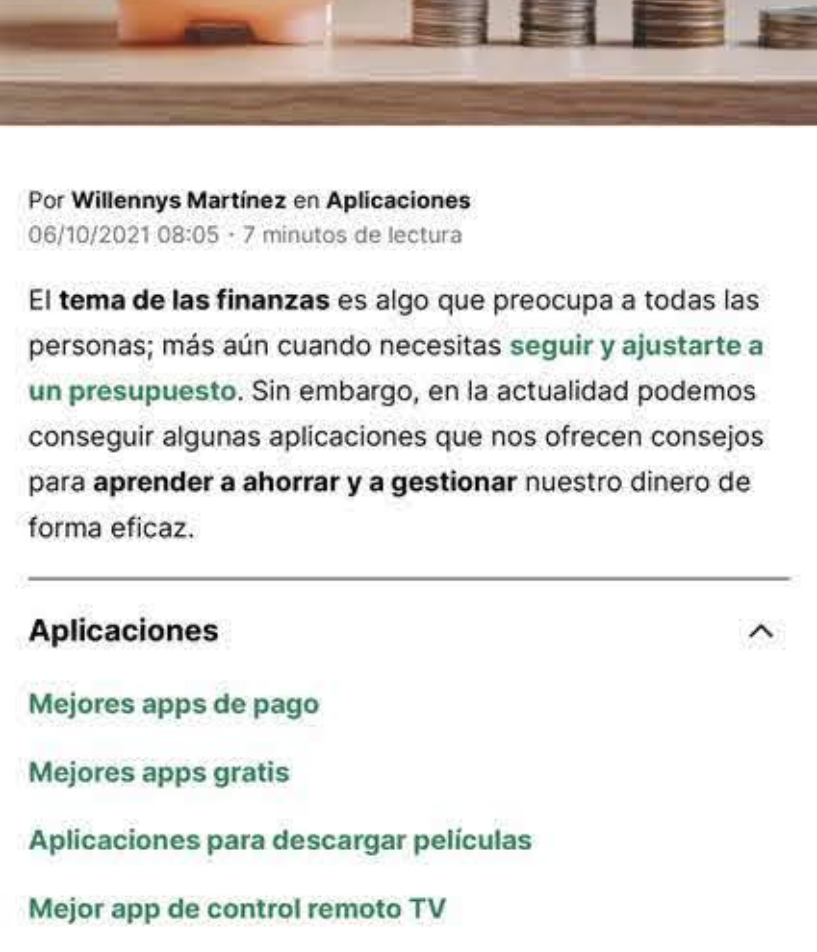 Por Willennys Martínez en Aplicaciones
06/10/2021 08:05 · 7 minutos de lectura
El tema de las finanzas es algo que preocupa a todas las
personas; más aún cuando necesitas seguir y ajustarte a
un presupuesto. Sin embargo, en la actualidad podemos
conseguir algunas aplicaciones que nos ofrecen consejos
para aprender a ahorrar y a gestionar nuestro dinero de
forma eficaz.
Aplicaciones
Mejores apps de pago
Mejores apps gratis
Aplicaciones para descargar películas
Mejor app de control remoto TV